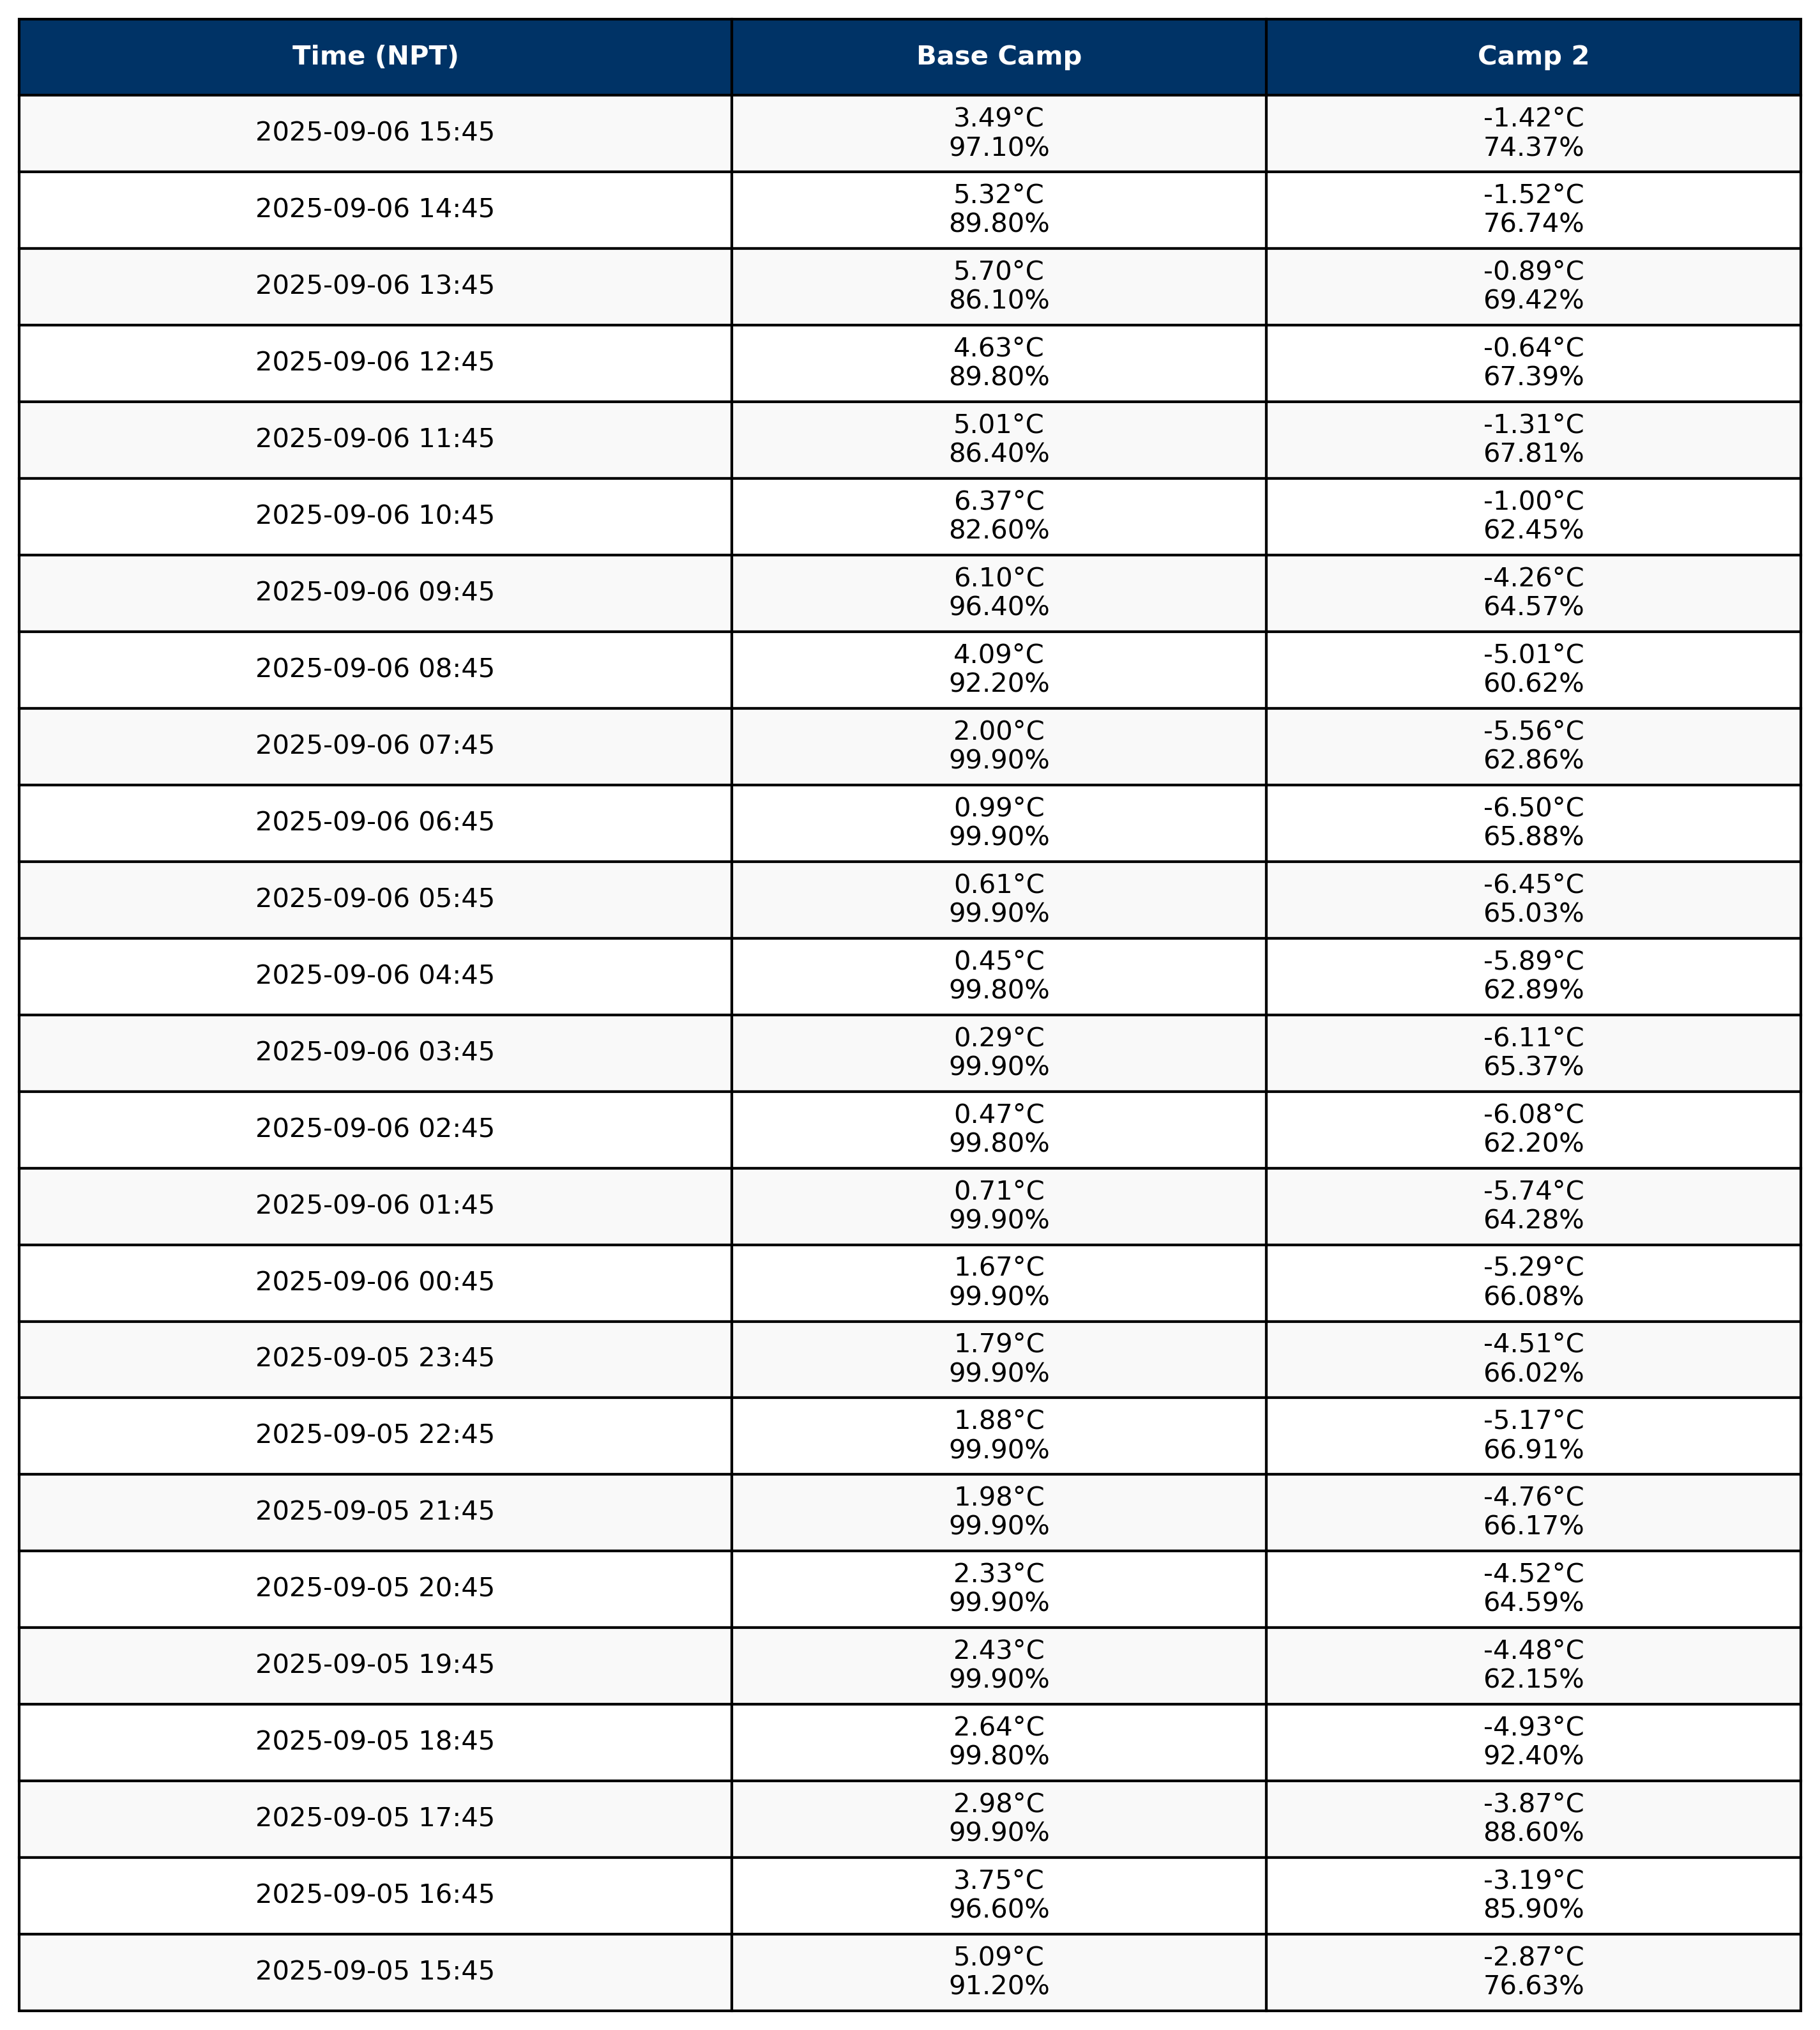 Time (NPT) Base Camp Camp 2
2025-09-06 15:45 3.49°C -1.42°C
97.10% 74.37%
2025-09-06 14:45 5.32°C -1.52°C
89.80% 76.74%
2025-09-06 13:45 5.70°C -0.89°C
86.10% 69.42%
2025-09-06 12:45 4.63°C -0.64°C
89.80% 67.39%
2025-09-06 11:45 5.01°C -1.31°C
86.40% 67.81%
2025-09-06 10:45 6.37°C -1.00°C
82.60% 62.45%
2025-09-06 09:45 6.10°C -4.26°C
96.40% 64.57%
2025-09-06 08:45 4.09°C -5.01°C
92.20% 60.62%
2025-09-06 07:45 2.00°C -5.56°C
99.90% 62.86%
2025-09-06 06:45 0.99°C -6.50°C
99.90% 65.88%
2025-09-06 05:45 0.61°C -6.45°C
99.90% 65.03%
2025-09-06 04:45 0.45°C -5.89°C
99.80% 62.89%
2025-09-06 03:45 0.29°C -6.11°C
99.90% 65.37%
2025-09-06 02:45 0.47°C -6.08°C
99.80% 62.20%
2025-09-06 01:45 0.71°C -5.74°C
99.90% 64.28%
2025-09-06 00:45 1.67°C -5.29°C
99.90% 66.08%
2025-09-05 23:45 1.79°C -4.51°C
99.90% 66.02%
2025-09-05 22:45 1.88°C -5.17°C
99.90% 66.91%
2025-09-05 21:45 1.98°C -4.76°C
99.90% 66.17%
2025-09-05 20:45 2.33°C -4.52°C
99.90% 64.59%
2025-09-05 19:45 2.43°C -4.48°C
99.90% 62.15%
2025-09-05 18:45 2.64°C -4.93°C
99.80% 92.40%
2025-09-05 17:45 2.98°C -3.87°C
99.90% 88.60%
2025-09-05 16:45 3.75°C -3.19°C
96.60% 85.90%
2025-09-05 15:45 5.09°C -2.87°C
91.20% 76.63%